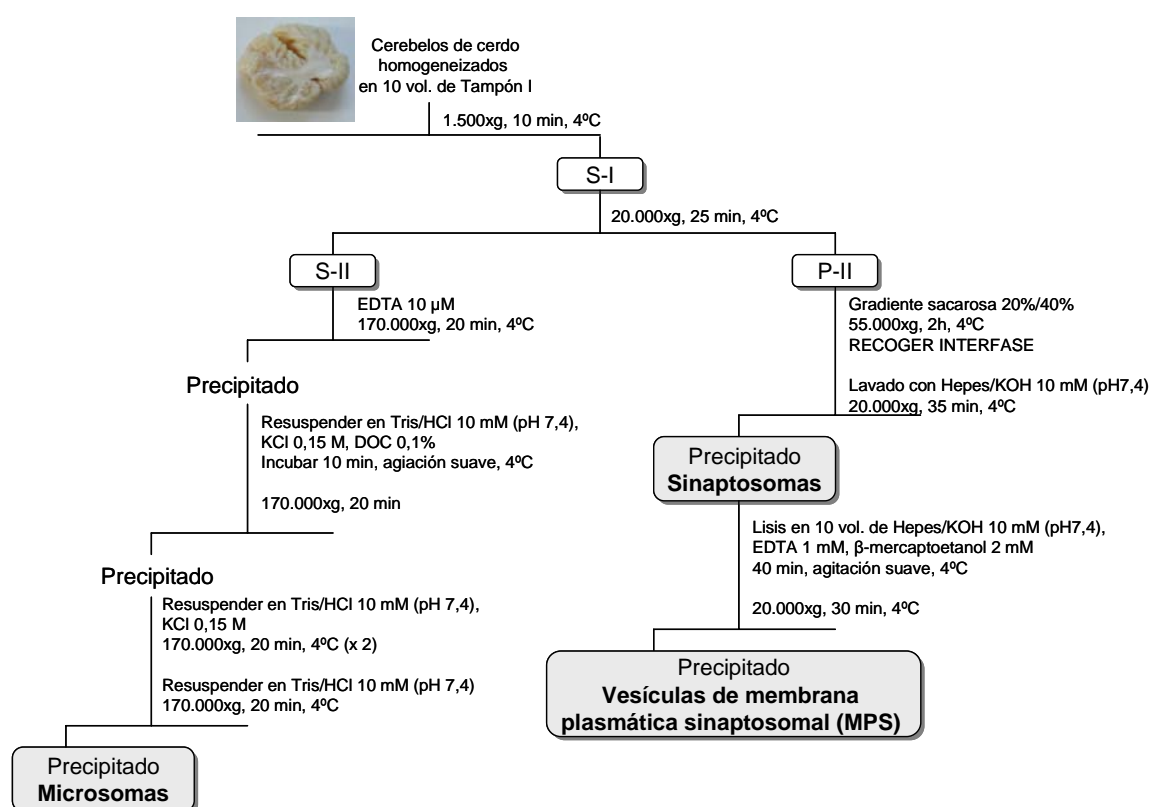 Cerebelos de cerdo
homogeneizados
en 10 vol. de Tampón I
1.500xg, 10 min, 4ºC
S-I
20.000xg, 25 min, 4ºC
S-II
EDTA 10 µM
170.000xg, 20 min, 4ºC
Precipitado
Resuspender en Tris/HCl 10 mM (pH 7,4),
KCl 0,15 M, DOC 0,1%
Incubar 10 min, agiación suave, 4ºC
170.000xg, 20 min
Precipitado
Resuspender en Tris/HCl 10 mM (pH 7,4),
KCl 0,15 M
170.000xg, 20 min, 4ºC (x 2)
Resuspender en Tris/HCl 10 mM (pH 7,4)
170.000xg, 20 min, 4ºC
Precipitado
Microsomas
P-II
Gradiente sacarosa 20%/40%
55.000xg, 2h, 4ºC
RECOGER INTERFASE
Lavado con Hepes/KOH 10 mM (pH7,4)
20.000xg, 35 min, 4ºC
Precipitado
Sinaptosomas
Lisis en 10 vol. de Hepes/KOH 10 mM (pH7,4),
EDTA 1 mM, β-mercaptoetanol 2 mM
40 min, agitación suave, 4ºC
20.000xg, 30 min, 4ºC
Precipitado
Vesículas de membrana
plasmática sinaptosomal (MPS)